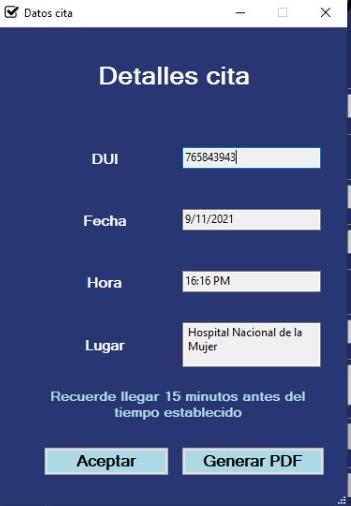 Datos cita
Detalles cita
DUI
765843943
Fecha
9/11/2021
Hora
16:16 PM
Lugar
Hospital Nacional de la
Mujer
Recuerde llegar 15 minutos antes del
tiempo establecido
Aceptar
Generar PDF